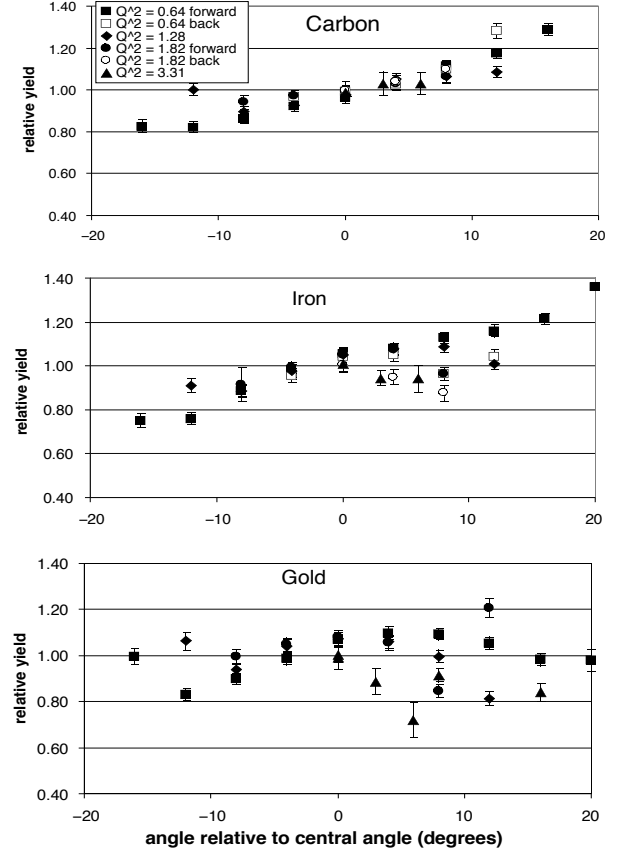 1.40
1.20
1.00
0.80
0.60
0.40
−20
−10
0
10
20
relative yield
Carbon
Q^2 = 0.64 forward
Q^2 = 0.64 back
Q^2 = 1.28
Q^2 = 1.82 forward
Q^2 = 1.82 back
Q^2 = 3.31
1.40
1.20
1.00
0.80
0.60
0.40
−20
−10
0
10
20
relative yield
Iron
1.40
1.20
1.00
0.80
0.60
0.40
−20
−10
0
10
20
relative yield
Gold
angle relative to central angle (degrees)